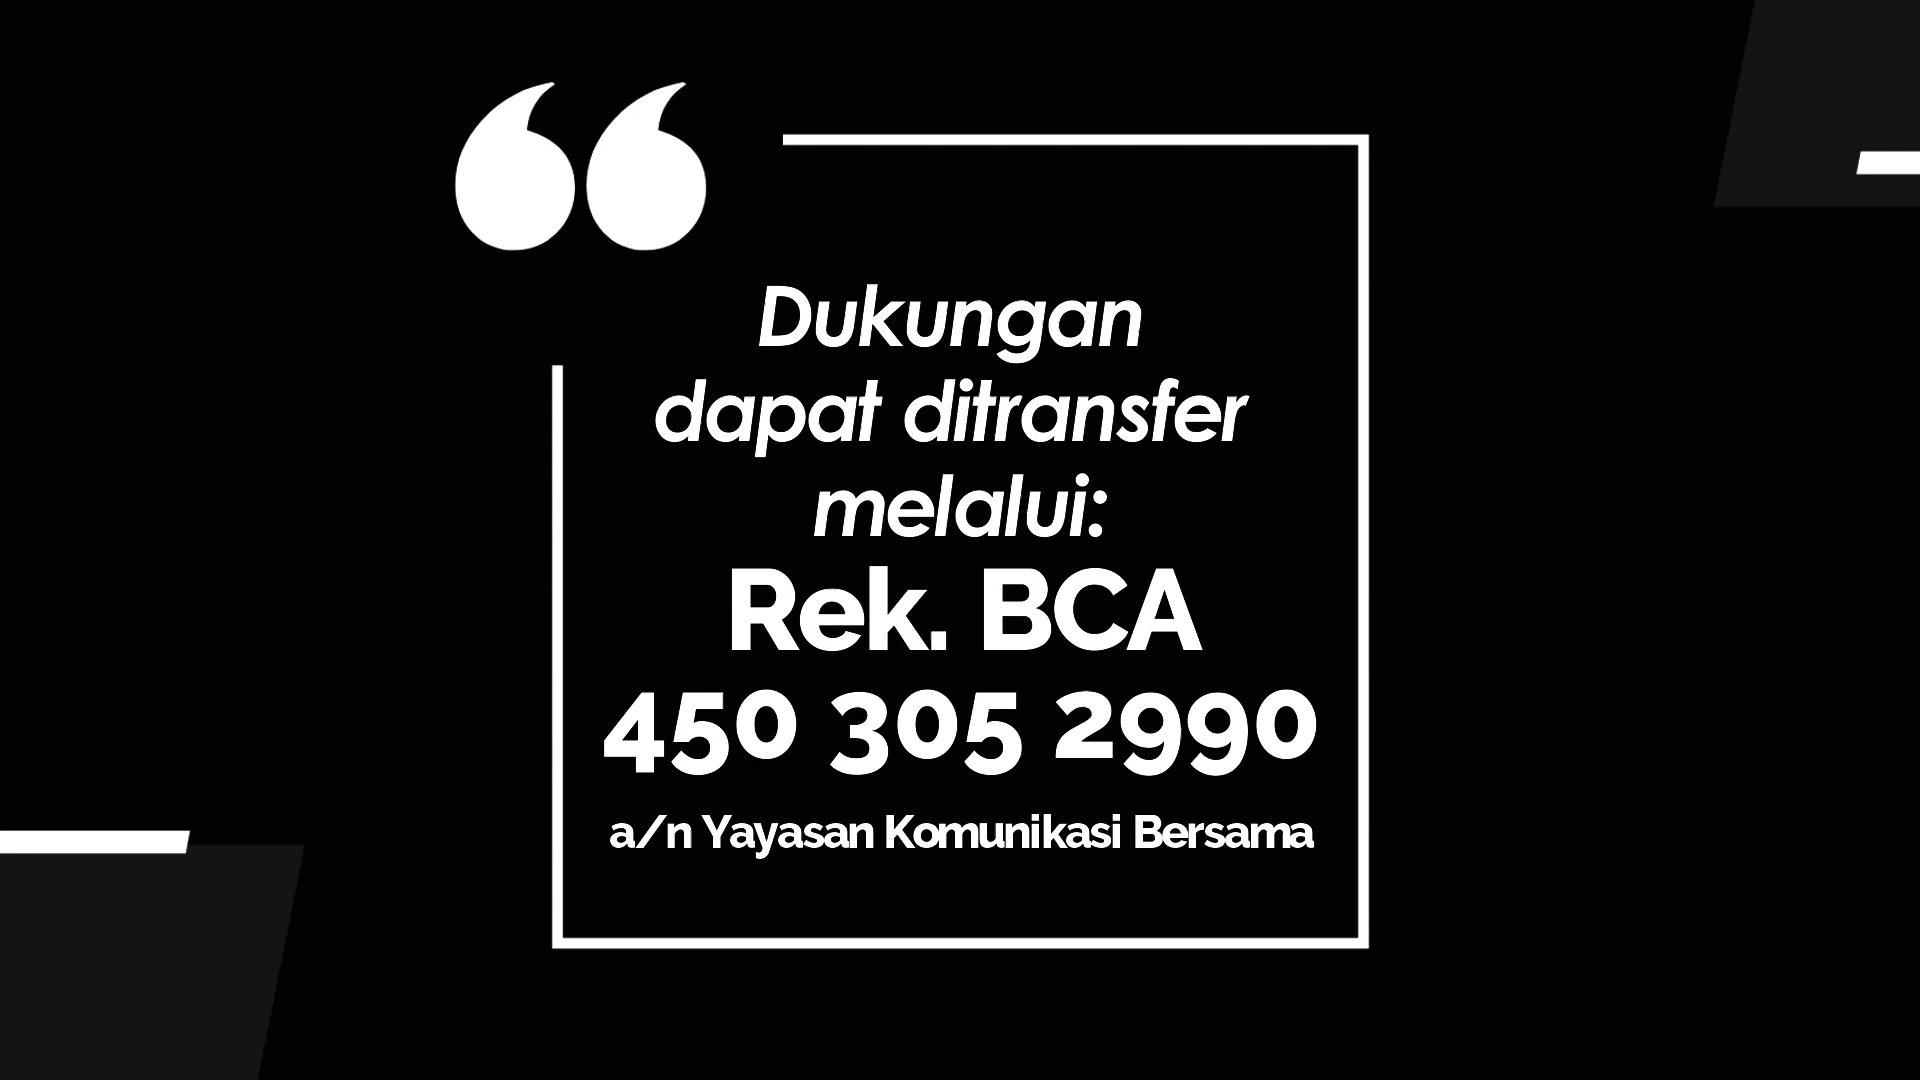 Dukungan
dapat ditransfer
melalui:
Rek. BCA
450 305 2990
a/n Yayasan Komunikasi Bersama